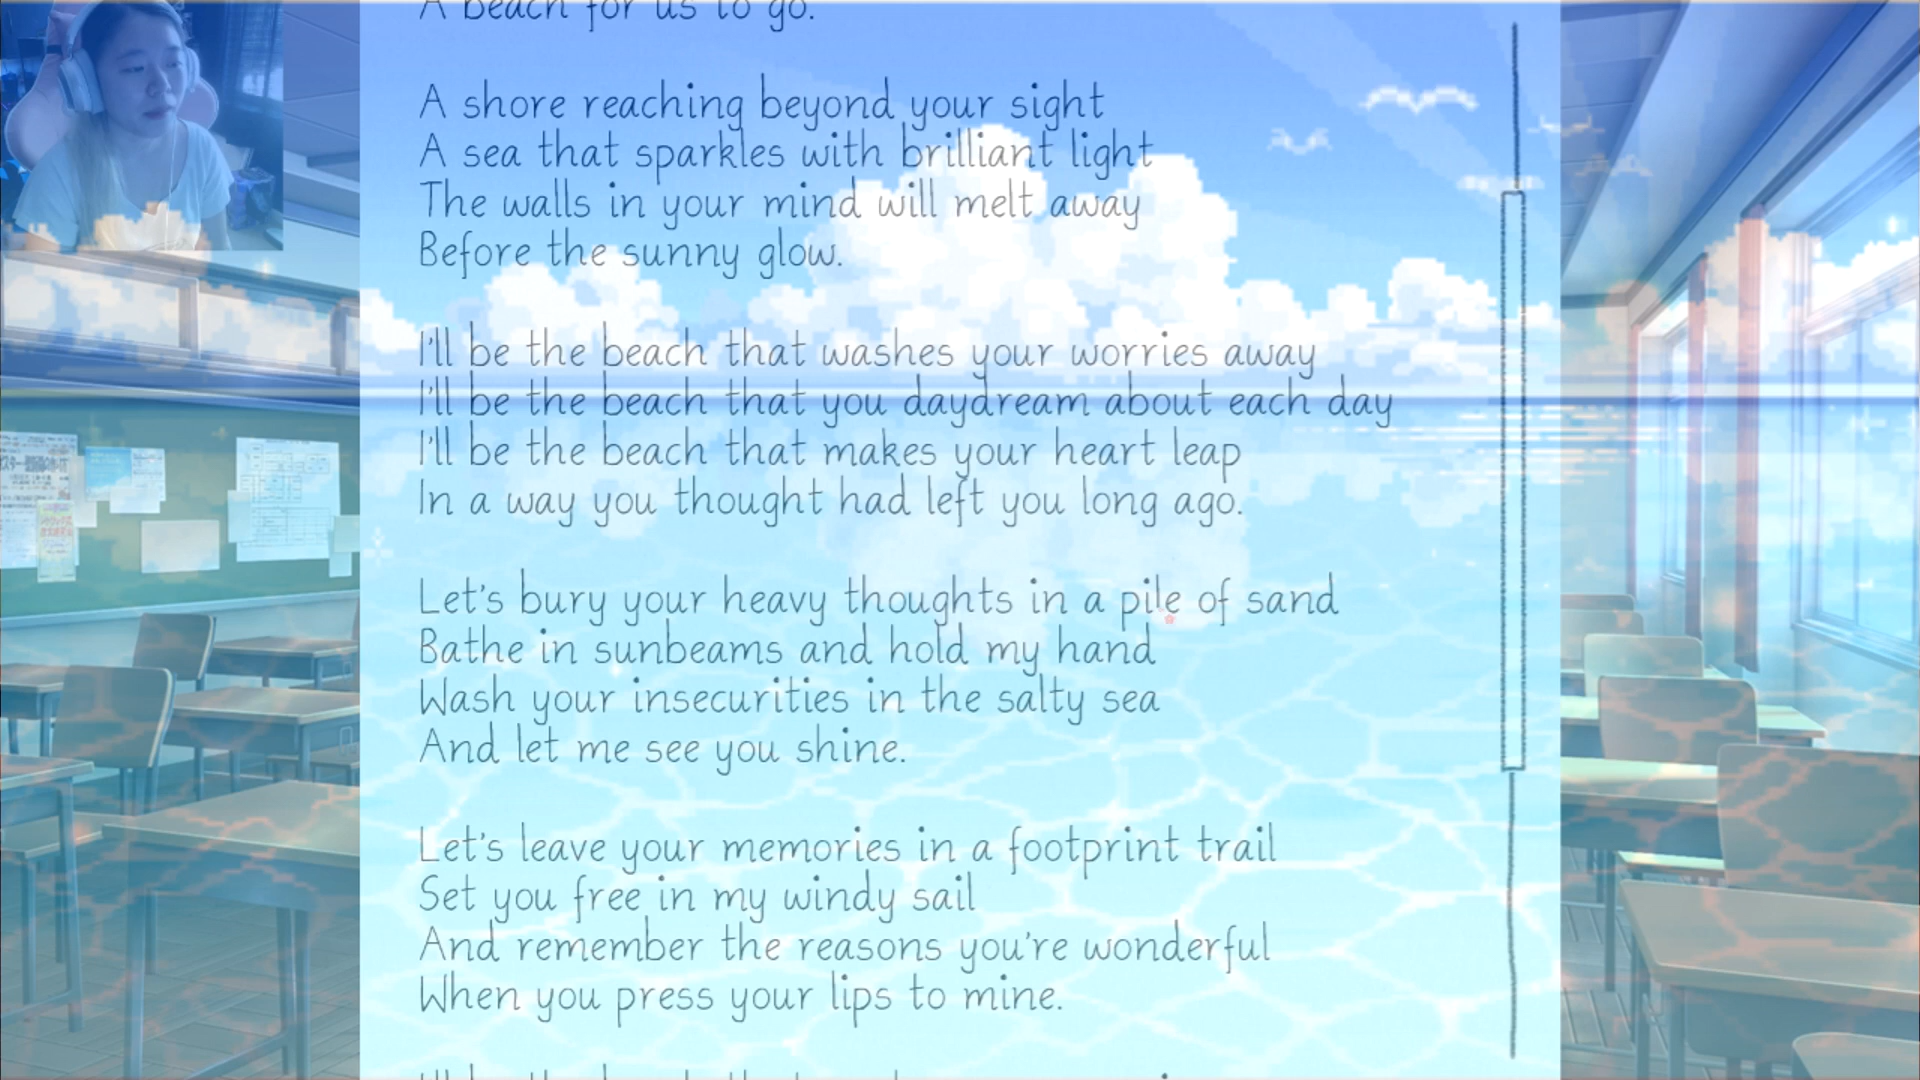 A beach for us to go.
A shore reaching beyond your sight
A sea that sparkles with brilliant light
The walls in your mind will melt away
Before the sunny glow.
I'll be the beach that washes your worries away
I'll be the beach that you daydream about each day
I'll be the beach that makes your heart leap
In a way you thought had left you long ago.
Let's bury your heavy thoughts in a pile of sand
Bathe in sunbeams and hold my hand
Wash your insecurities in the salty sea
And let me see you shine.
Let's leave your memories in a footprint trail
Set you free in my windy sail
And remember the reasons you're wonderful
When you press your lips to mine.